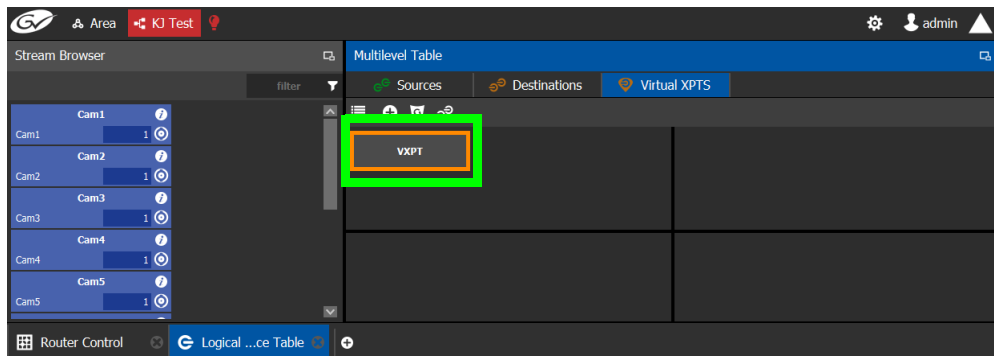 GV Area KJ Test admin
Stream Browser
Multilevel Table
filter
Sources Destinations Virtual XPTS
Cam1
Cam1 1
Cam2
Cam2 1
Cam3
Cam3 1
Cam4
Cam4 1
Cam5
Cam5 1
VXPT
Router Control Logical ...ce Table